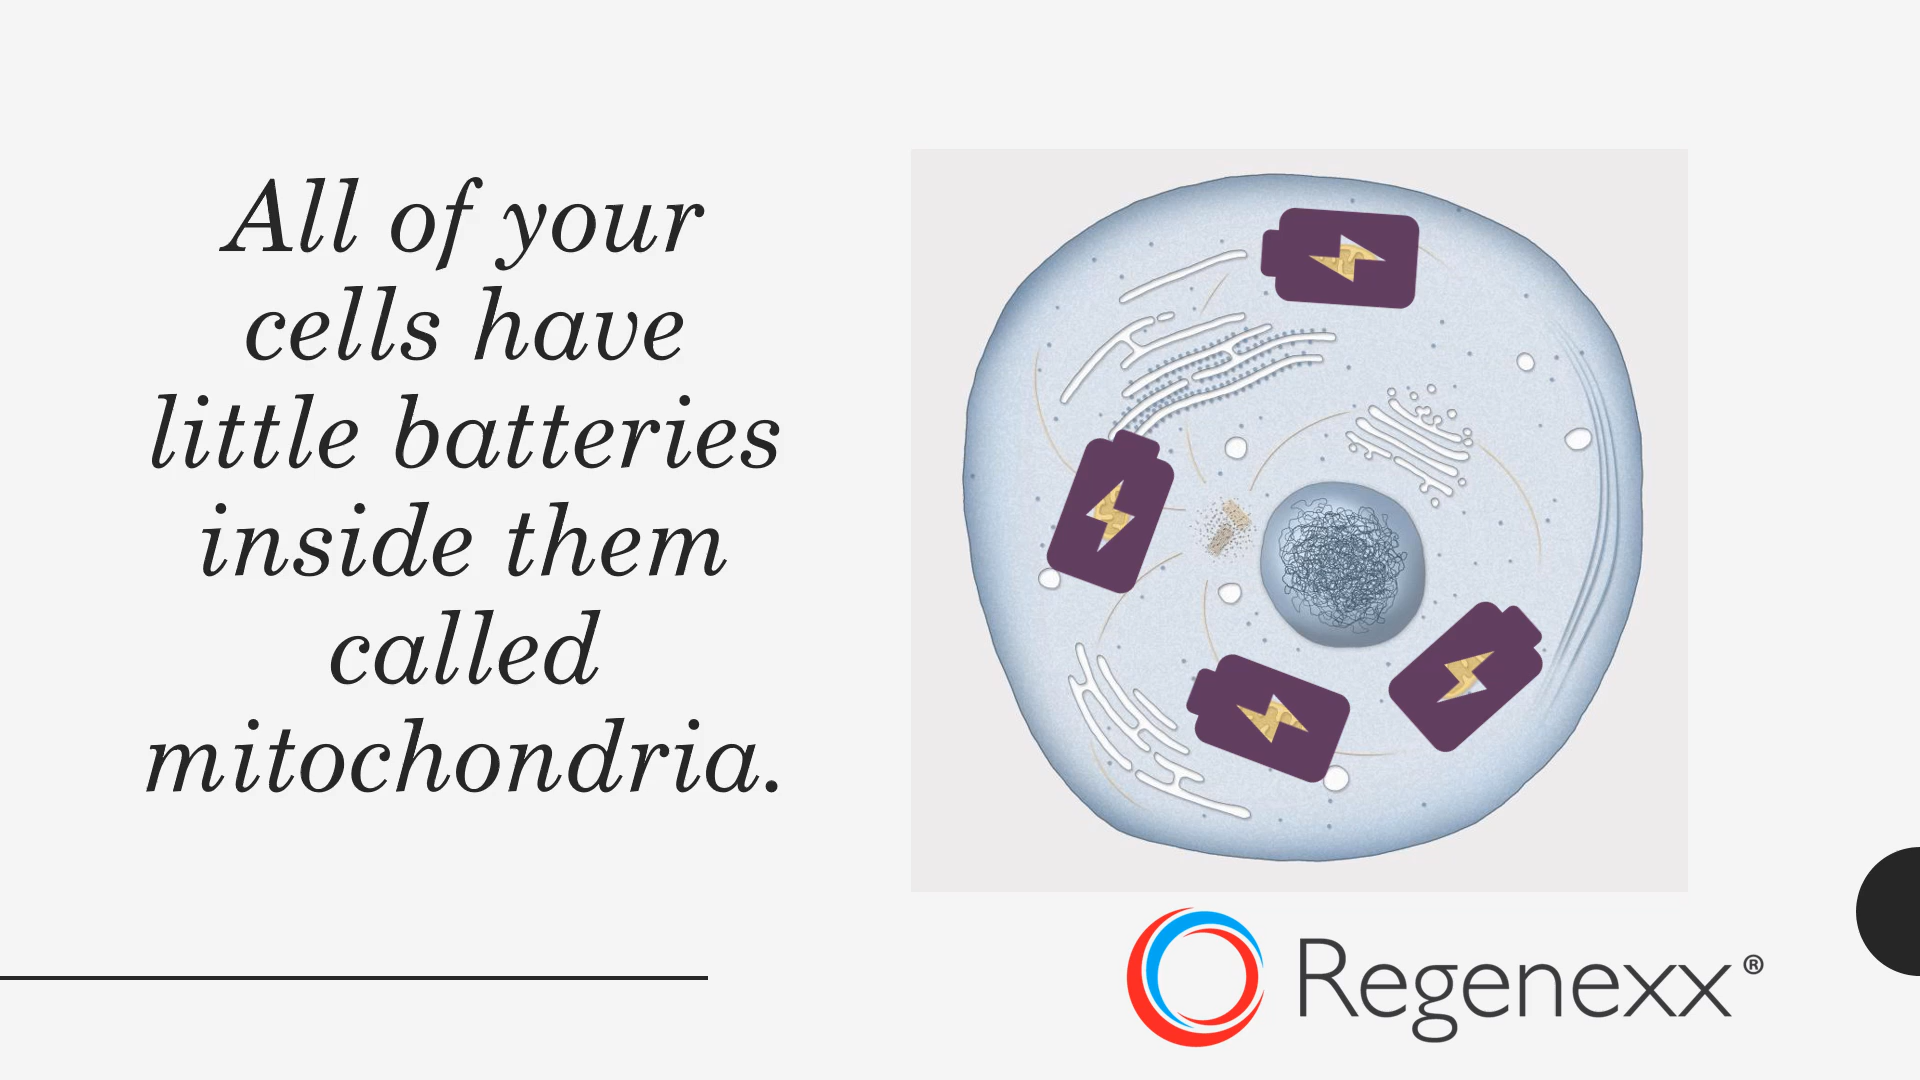 All of your
cells have
little batteries
inside them
called
mitochondria.
Regenexx®